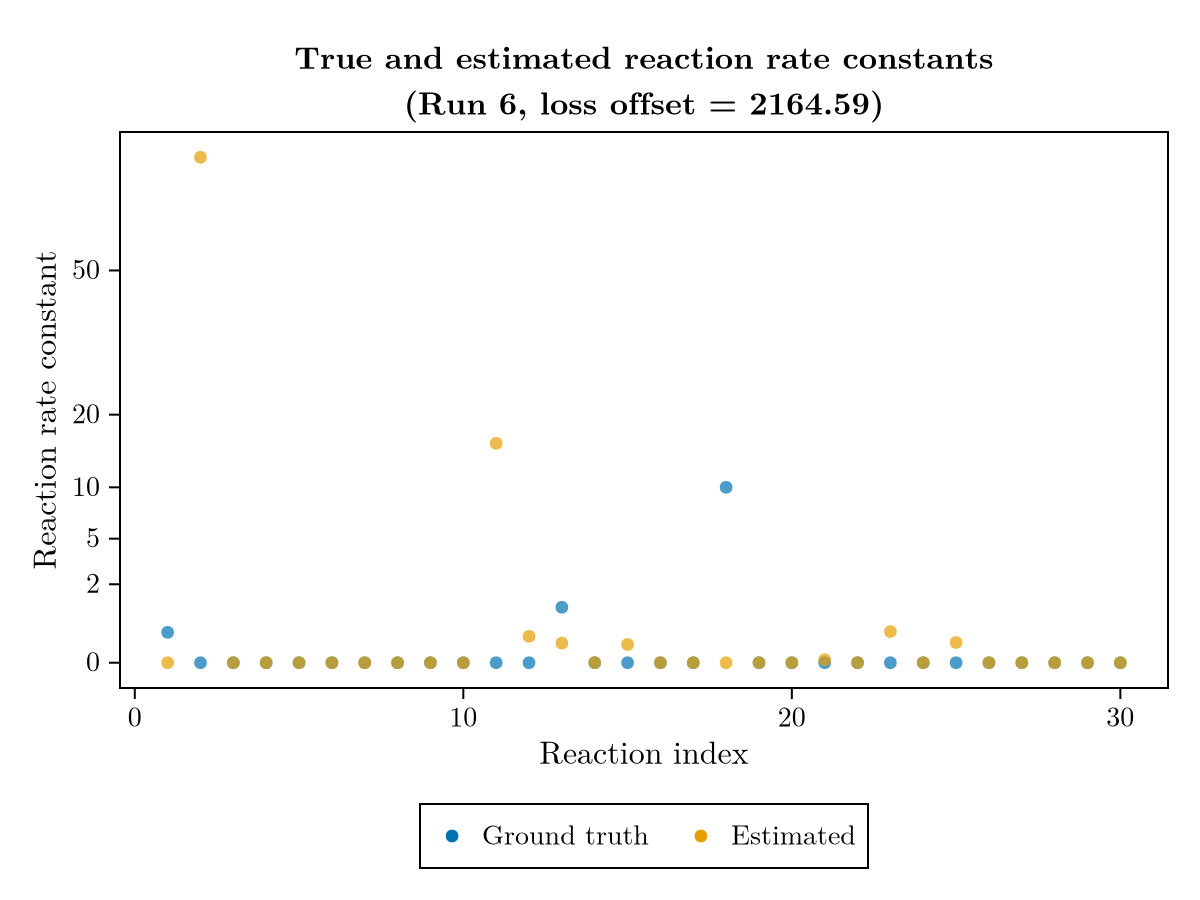 True and estimated reaction rate constants
(Run 6, loss offset = 2164.59)
Reaction rate constant
50
20
10
5
2
0
0 10 20 30
Reaction index
Ground truth Estimated